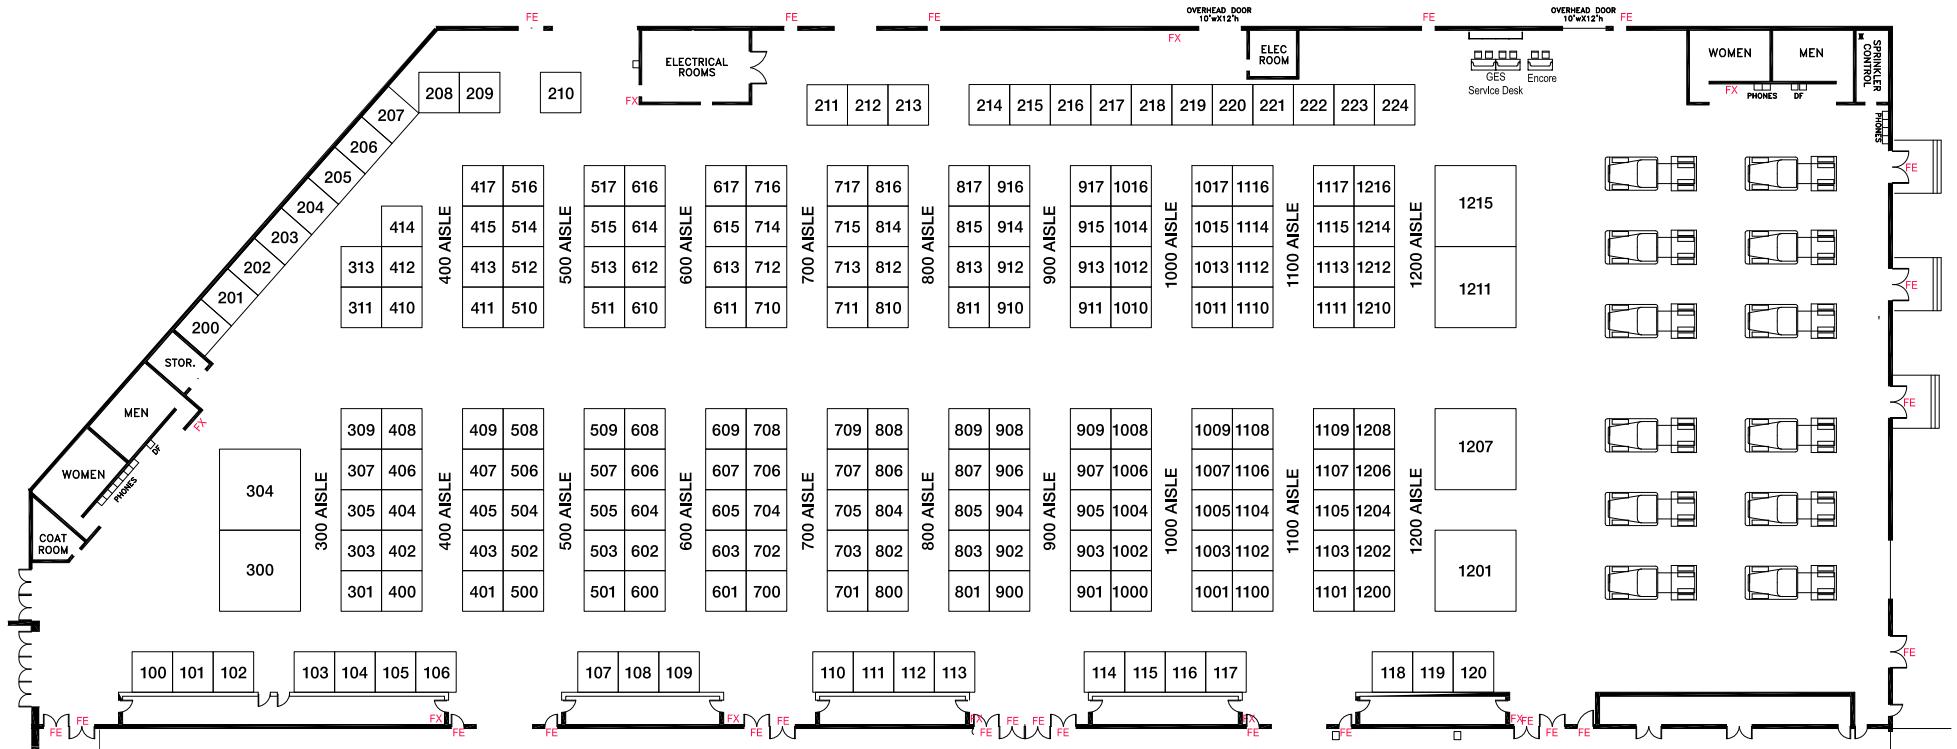 FE FE FE OVERHEAD DOOR FE OVERHEAD DOOR FE
10'wX12'h 10'wX12'h
FX
ELECTRICAL
ROOMS
ELEC
ROOM
WOMEN MEN
SPRINKLER
CONTROL
GES Encore
Service Desk
FX
FX
PHONES DF
PHONES
208 209 210
211 212 213
214 215 216 217 218 219 220 221 222 223 224
207
206
205
204
203
202
201
200
STOR.
MEN
FX
DF
WOMEN
PHONES
COAT
ROOM
417 516 517 616 617 716 717 816 817 916 917 1016 1017 1116 1117 1216
414 415 514 515 614 615 714 715 814 815 914 915 1014 1015 1114 1115 1214
1215
313 412 413 512 513 612 613 712 713 812 813 912 913 1012 1013 1112 1113 1212
311 410 411 510 511 610 611 710 711 810 811 910 911 1010 1011 1110 1111 1210
1211
400 AISLE 500 AISLE 600 AISLE 700 AISLE 800 AISLE 900 AISLE 1000 AISLE 1100 AISLE 1200 AISLE
FE
FE
FE
309 408 409 508 509 608 609 708 709 808 809 908 909 1008 1009 1108 1109 1208
1207
307 406 407 506 507 606 607 706 707 806 807 906 907 1006 1007 1106 1107 1206
304
305 404 405 504 505 604 605 704 705 804 805 904 905 1004 1005 1104 1105 1204
303 402 403 502 503 602 603 702 703 802 803 902 903 1002 1003 1102 1103 1202
300
1201
301 400 401 500 501 600 601 700 701 800 801 900 901 1000 1001 1100 1101 1200
300 AISLE 400 AISLE 500 AISLE 600 AISLE 700 AISLE 800 AISLE 900 AISLE 1000 AISLE 1100 AISLE 1200 AISLE
FE
100 101 102 103 104 105 106 107 108 109 110 111 112 113 114 115 116 117 118 119 120
FE FX FX FE FX FE FE FX FX FE
FE FE FE FE FE FE FE FE FE FE